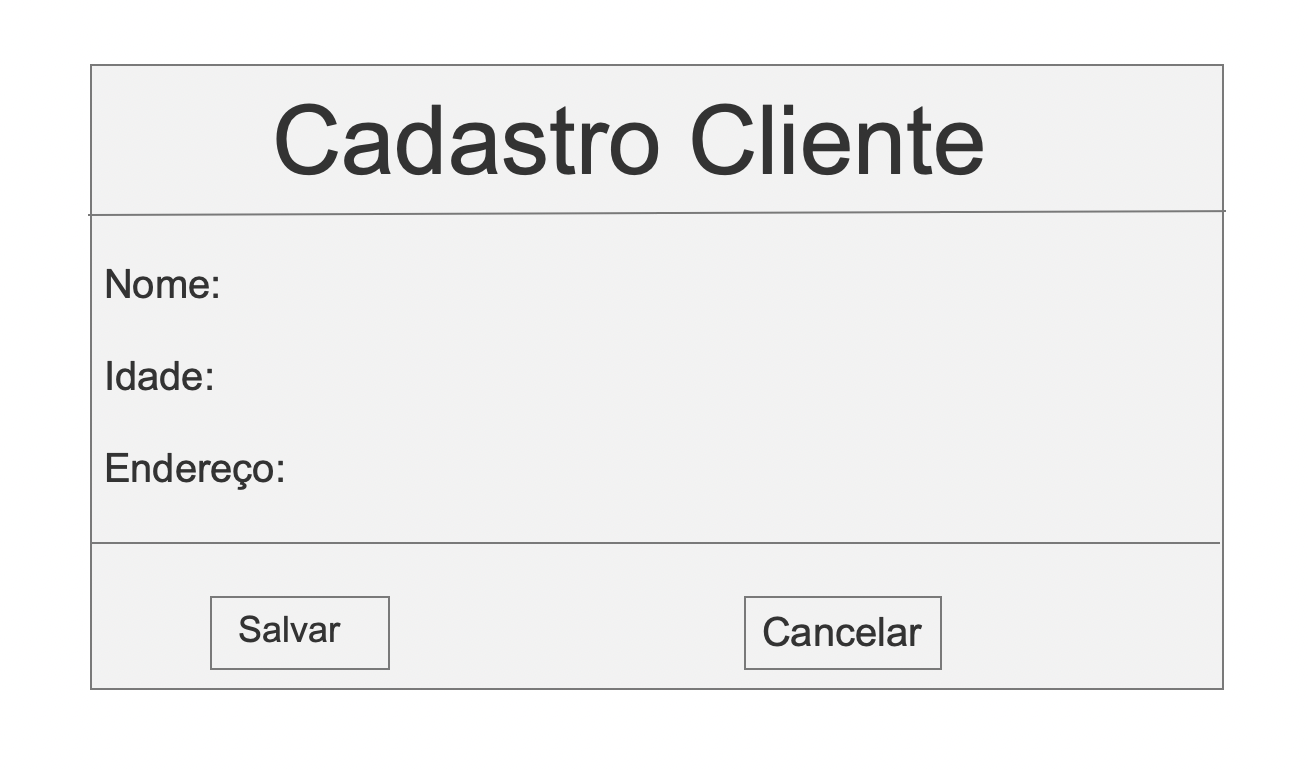 Cadastro Cliente
Nome:
Idade:
Endereço:
Salvar
Cancelar